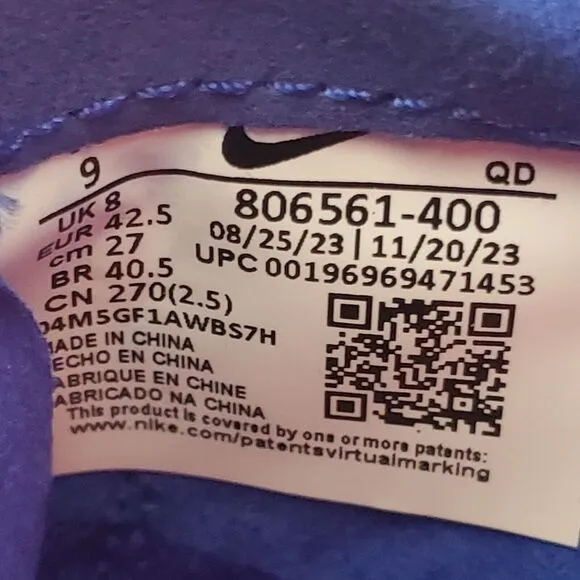 9
QD
UK 8
EUR 42.5
cm 27
BR 40.5
CN 270(2.5)
04M5GF1AWBS7H
806561-400
08/25/23 | 11/20/23
UPC 00196969471453
MADE IN CHINA
HECHO EN CHINA
FABRIQUE EN CHINE
FABRICADO NA CHINA
This product is covered by one or more patents:
www.nike.com/patentsvirtualmarking